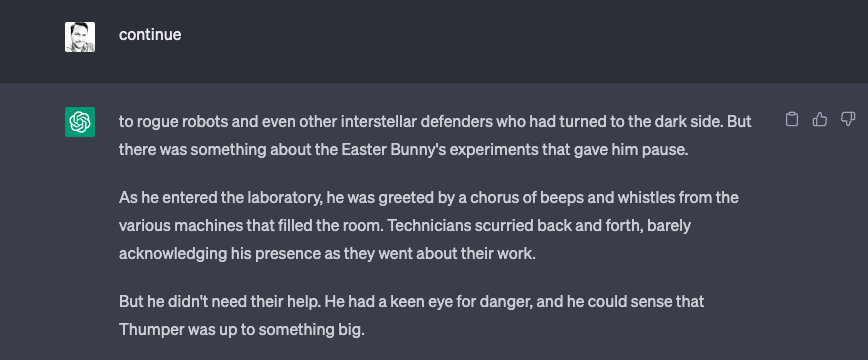 continue
to rogue robots and even other interstellar defenders who had turned to the dark side. But
there was something about the Easter Bunny's experiments that gave him pause.
As he entered the laboratory, he was greeted by a chorus of beeps and whistles from the
various machines that filled the room. Technicians scurried back and forth, barely
acknowledging his presence as they went about their work.
But he didn't need their help. He had a keen eye for danger, and he could sense that
Thumper was up to something big.